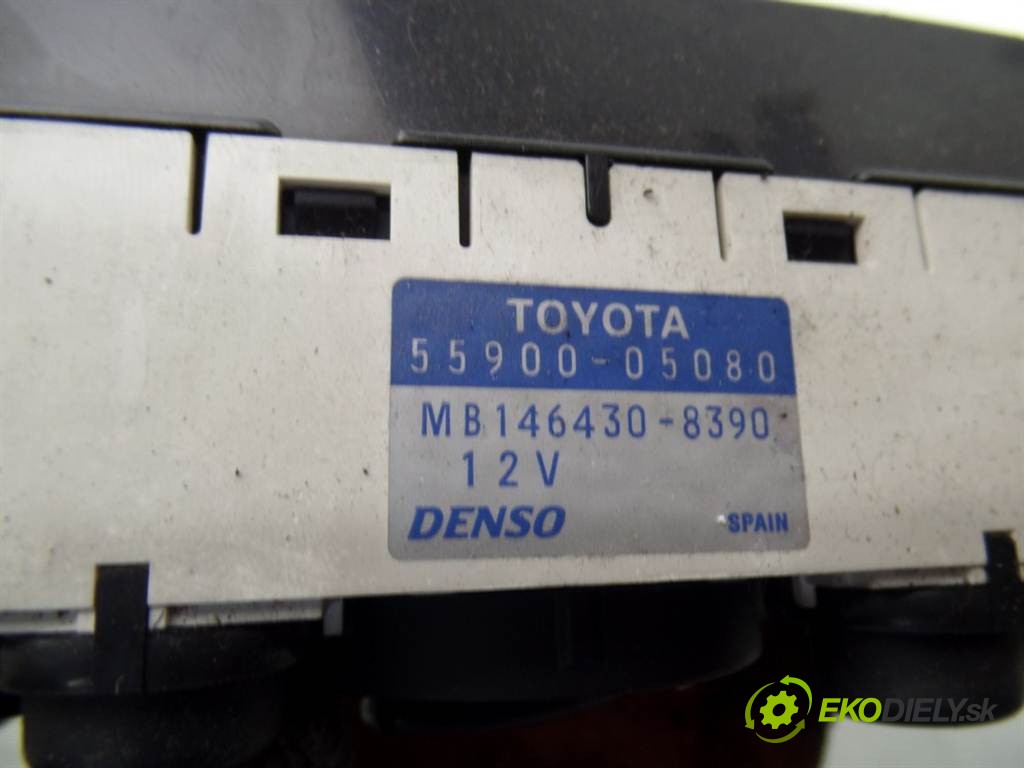 TOYOTA
55900-05080
MB146430-8390
12V
DENSO SPAIN
EKODIELY.sk